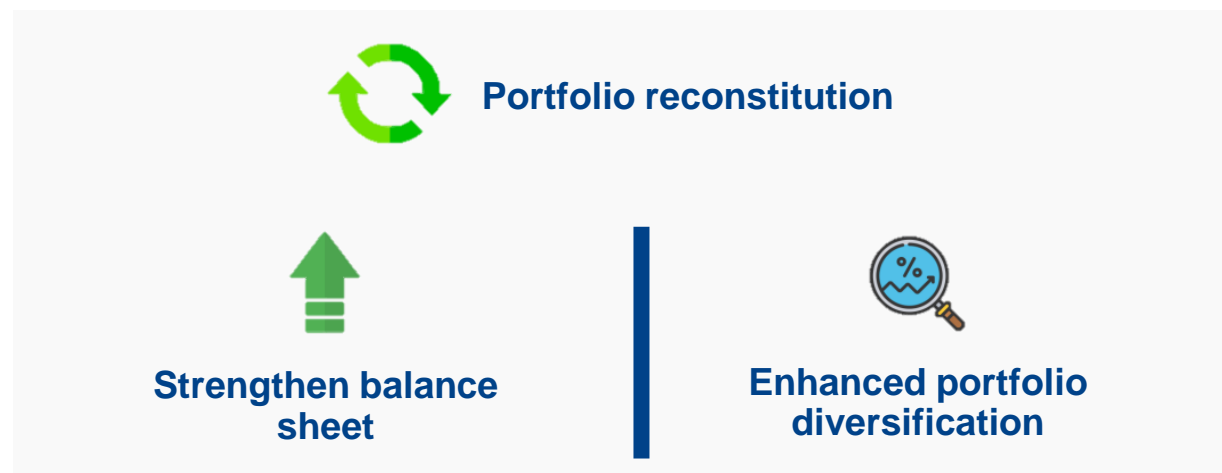 Portfolio reconstitution
%
Strengthen balance
sheet
Enhanced portfolio
diversification